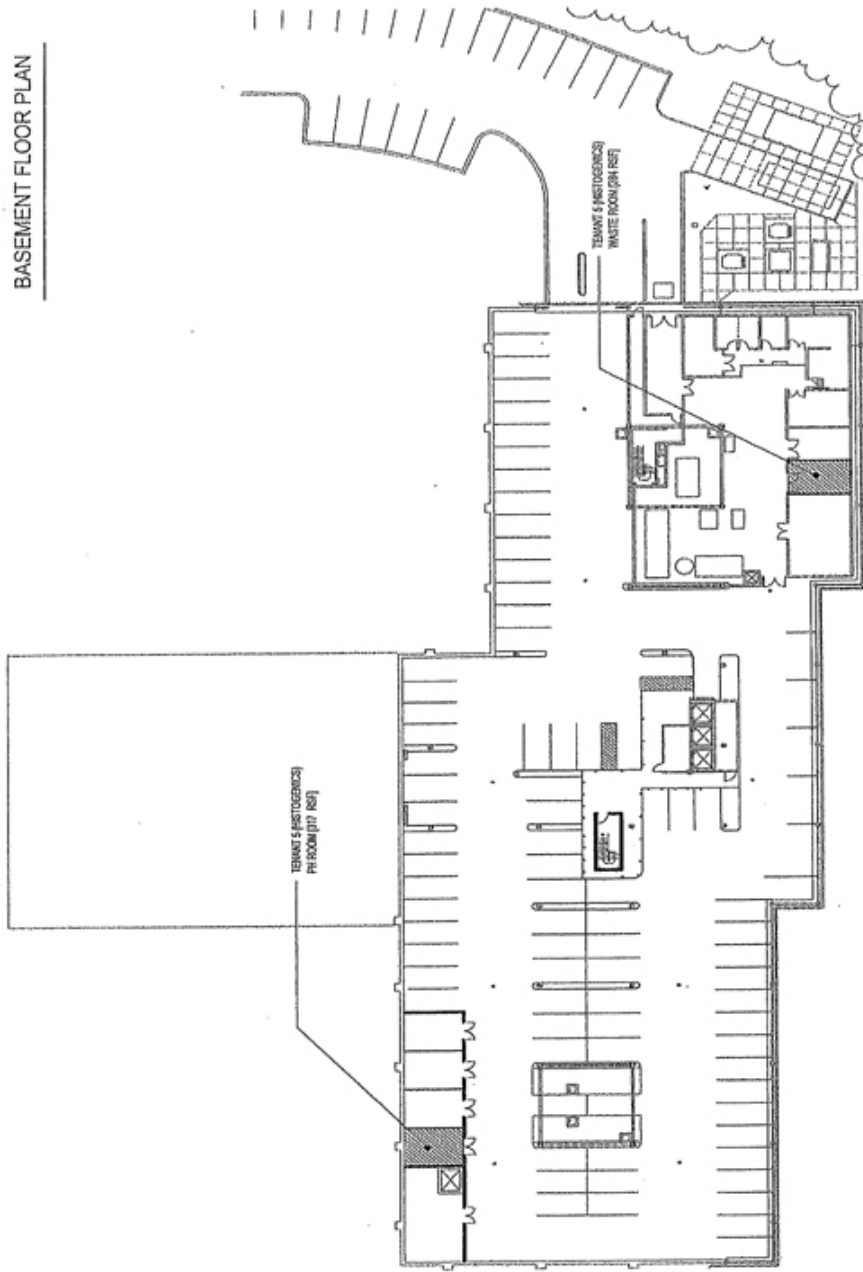 BASEMENT FLOOR PLAN
TENANT 5 (HISTOGENICS)
WASTE ROOM [284 RSF]
TENANT 5 (HISTOGENICS)
PH ROOM [317 RSF]